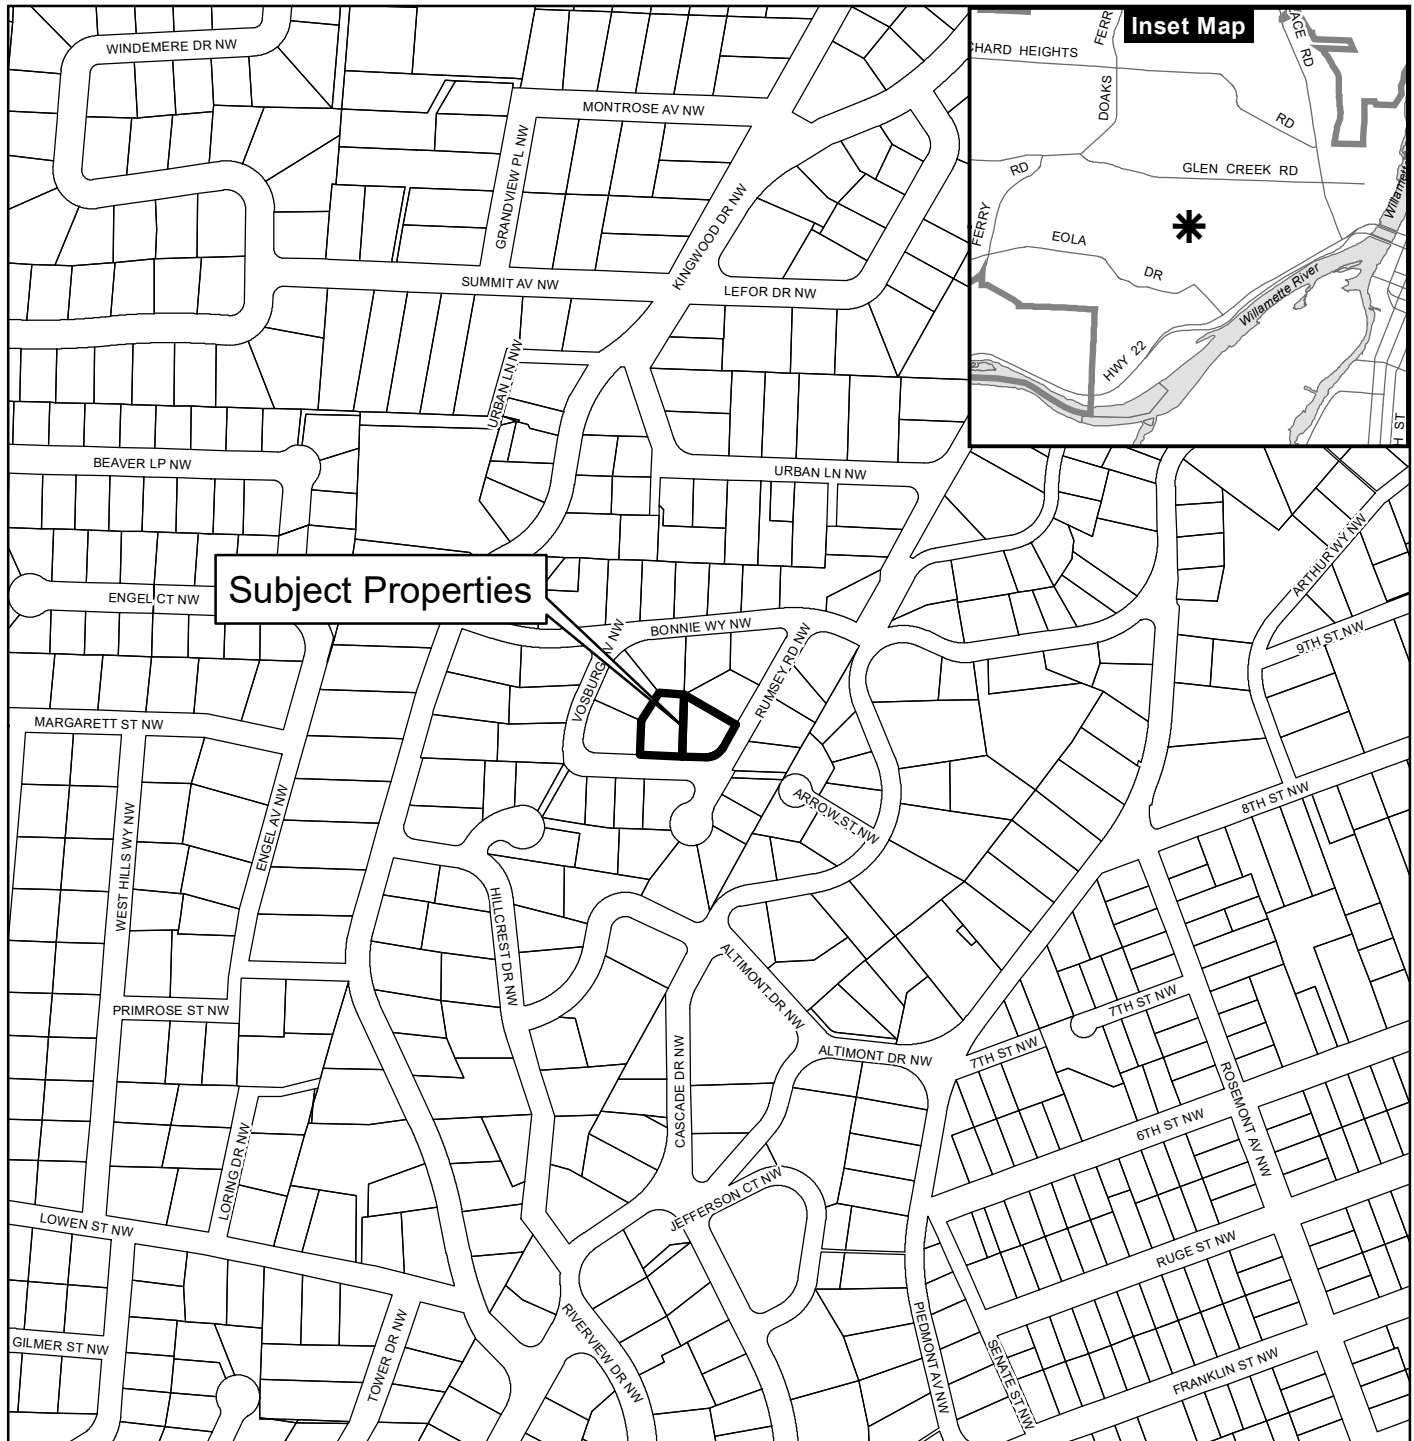 WINDEMERE DR NW
MONTROSE AV NW
GRANDVIEW PL NW
KINGWOOD DR NW
SUMMIT AV NW
LEFOR DR NW
URBAN LN NW
BEAVER LP NW
URBAN LN NW
ENGEL CT NW
Subject Properties
BONNIE WY NW
VOSBURG AV NW
RUMSEY RD NW
MARGARETT ST NW
WEST HILLS WY NW
ENGEL AV NW
ARROW ST NW
HILLCREST DR NW
ALTIMONT DR NW
ALTIMONT DR NW
PRIMROSE ST NW
CASCADE DR NW
LORING DR NW
JEFFERSON CT NW
LOWEN ST NW
GILMER ST NW
TOWER DR NW
RIVERVIEW DR NW
PIEDMONT AV NW
SENATE ST NW
FRANKLIN ST NW
RUGE ST NW
6TH ST NW
ROSEMONT AV NW
7TH ST NW
7TH ST NW
8TH ST NW
9TH ST NW
ARTHUR WY NW
Inset Map
CHARD HEIGHTS
FERR
DOAKS
ACE RD
RD
GLEN CREEK RD
RD
FERRY
EOLA
DR
HWY 22
Willamette River
Willamette
H ST